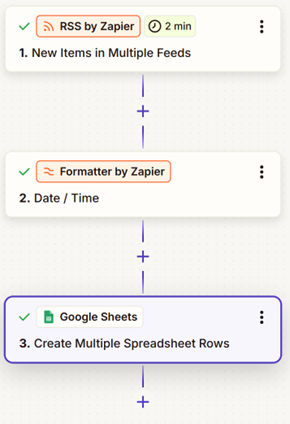 RSS by Zapier 2 min
1. New Items in Multiple Feeds
Formatter by Zapier
2. Date / Time
Google Sheets
3. Create Multiple Spreadsheet Rows